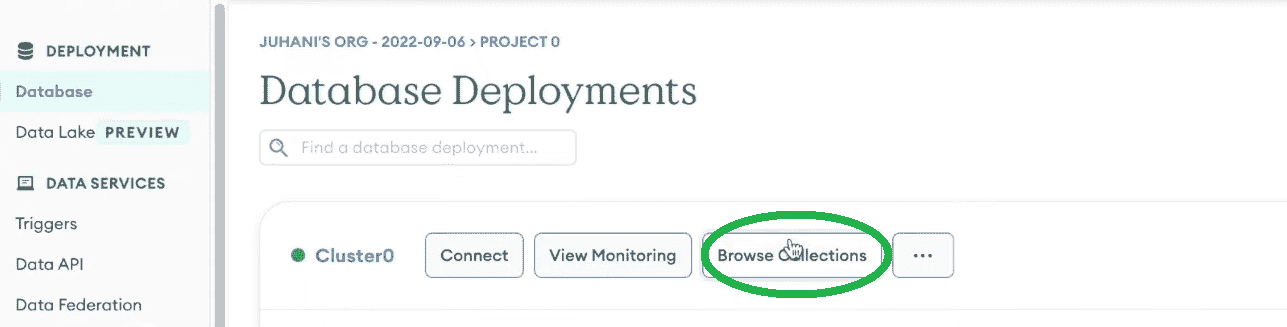 DEPLOYMENT
Database
Data Lake PREVIEW
DATA SERVICES
Triggers
Data API
Data Federation
JUHANI'S ORG - 2022-09-06 > PROJECT 0
Database Deployments
Find a database deployment...
Cluster0 Connect View Monitoring Browse Collections ...